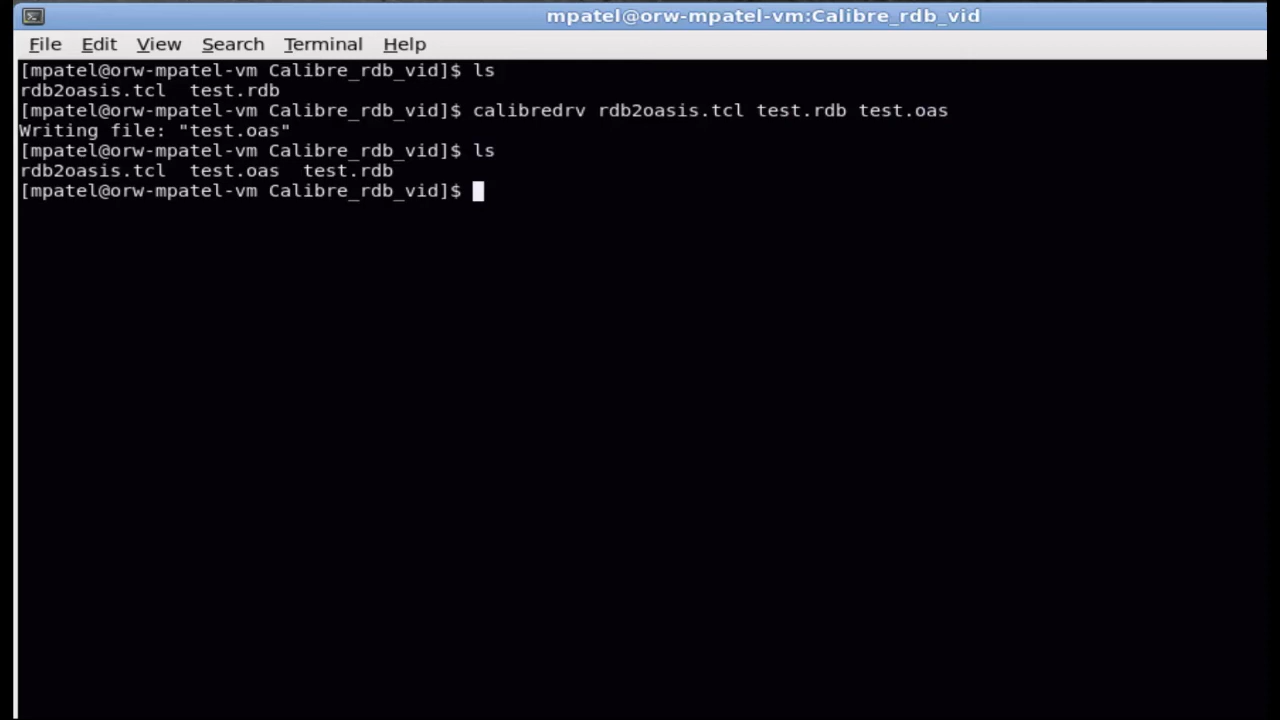 mpatel@orw-mpatel-vm:Calibre_rdb_vid
File Edit View Search Terminal Help
[mpatel@orw-mpatel-vm Calibre_rdb_vid]$ ls
rdb2oasis.tcl  test.rdb
[mpatel@orw-mpatel-vm Calibre_rdb_vid]$ calibredrv rdb2oasis.tcl test.rdb test.oas
Writing file: "test.oas"
[mpatel@orw-mpatel-vm Calibre_rdb_vid]$ ls
rdb2oasis.tcl  test.oas  test.rdb
[mpatel@orw-mpatel-vm Calibre_rdb_vid]$